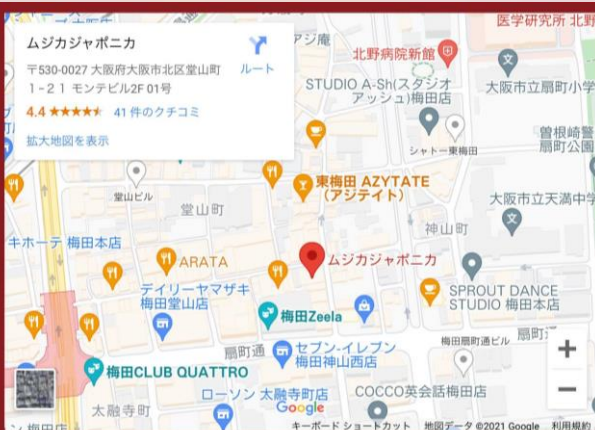 ムジカジャポニカ
〒530-0027 大阪府大阪市北区堂山町
1-21 モンテビル2F 01号
ルート
4.4 ★★★★★ 41 件のクチコミ
拡大地図を表示
医学研究所 北野
アジ庵
北野病院新館
STUDIO A-Sh(スタジオ
アッシュ)梅田店
大阪市立扇町小学
シャトー東梅田
曽根崎警
扇町公園
東梅田 AZYTATE
(アジテイト)
堂山ビル
堂山町
大阪市立天満中学
神山町
キホーテ 梅田本店
ARATA
ムジカジャポニカ
デイリーヤマザキ
梅田堂山店
SPROUT DANCE
STUDIO 梅田本店
梅田Zeela
扇町通
セブン-イレブン
梅田神山西店
梅田扇町通ビル
扇町
梅田CLUB QUATTRO
太融寺町
ローソン 太融寺町店
COCCO英会話梅田店
Google
ン 梅田店
キーボード ショートカット
地図データ ©2021 Google
利用規約